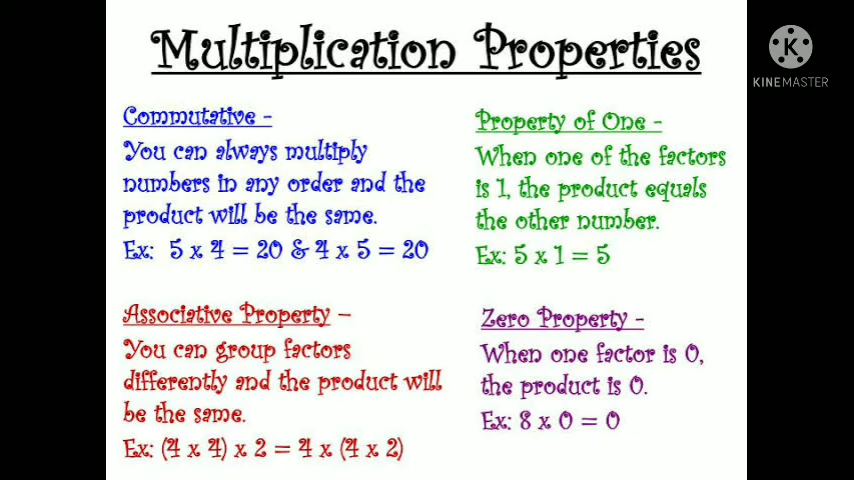 Multiplication Properties
KINEMASTER
Commutative -
You can always multiply
numbers in any order and the
product will be the same.
Ex: 5 x 4 = 20 & 4 x 5 = 20
Property of One -
When one of the factors
is 1, the product equals
the other number.
Ex: 5 x 1 = 5
Associative Property –
You can group factors
differently and the product will
be the same.
Ex: (4 x 4) x 2 = 4 x (4 x 2)
Zero Property -
When one factor is 0,
the product is 0.
Ex: 8 x 0 = 0